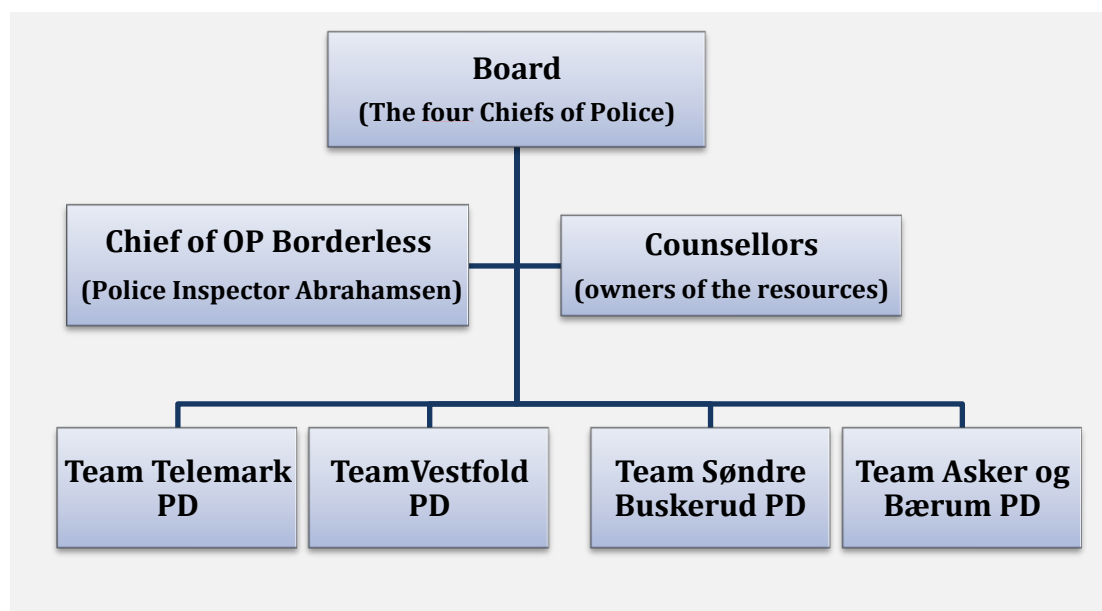 Board
(The four Chiefs of Police)
Chief of OP Borderless
(Police Inspector Abrahamsen)
Counsellors
(owners of the resources)
Team Telemark
PD
TeamVestfold
PD
Team Søndre
Buskerud PD
Team Asker og
Bærum PD